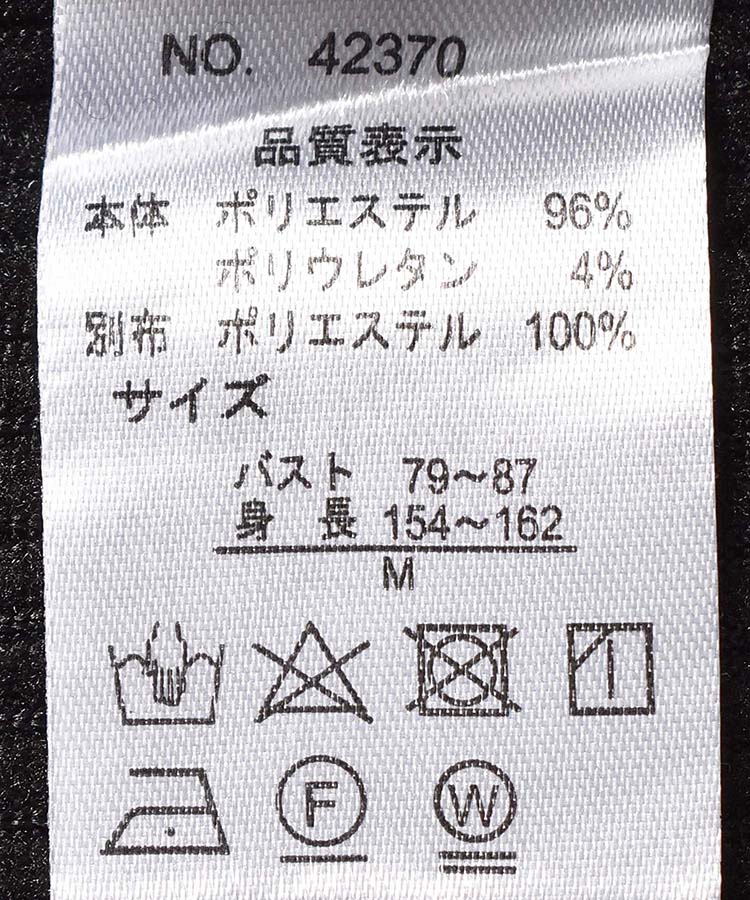 NO. 42370
品質表示
本体 ポリエステル 96%
ポリウレタン 4%
別布 ポリエステル 100%
サイズ
バスト 79～87
身 長 154～162
M
F
W